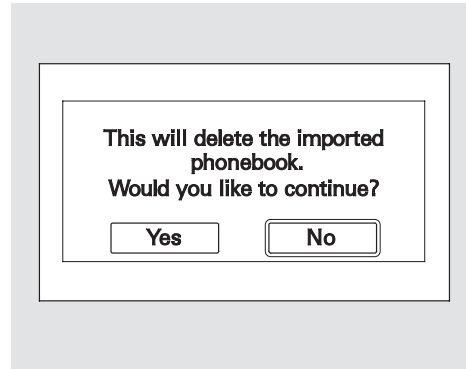 This will delete the imported
phonebook.
Would you like to continue?
Yes No